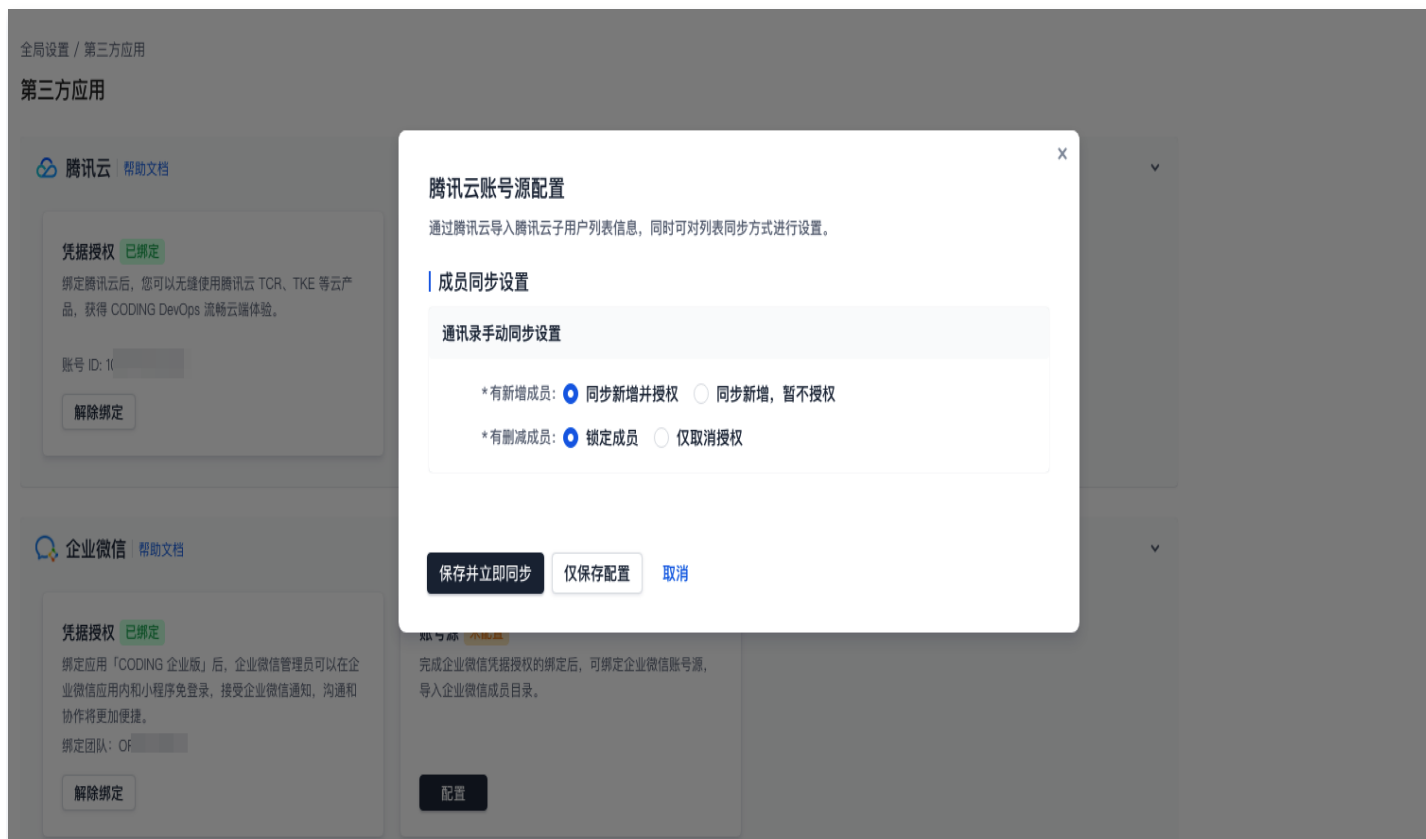 全局设置 / 第三方应用
第三方应用
腾讯云 帮助文档
凭据授权 已绑定
绑定腾讯云后，您可以无缝使用腾讯云 TCR、TKE 等云产
品，获得 CODING DevOps 流畅云端体验。
账号 ID: 10
解除绑定
x
腾讯云账号源配置
通过腾讯云导入腾讯云子用户列表信息，同时可对列表同步方式进行设置。
成员同步设置
通讯录手动同步设置
*有新增成员： 同步新增并授权 同步新增，暂不授权
*有删减成员： 锁定成员 仅取消授权
保存并立即同步 仅保存配置 取消
企业微信 帮助文档
凭据授权 已绑定
绑定应用「CODING 企业版」后，企业微信管理员可以在企
业微信应用内和小程序免登录，接受企业微信通知，沟通和
协作将更加便捷。
绑定团队：OF
解除绑定
账号源 未配置
完成企业微信凭据授权的绑定后，可绑定企业微信账号源，
导入企业微信成员目录。
配置